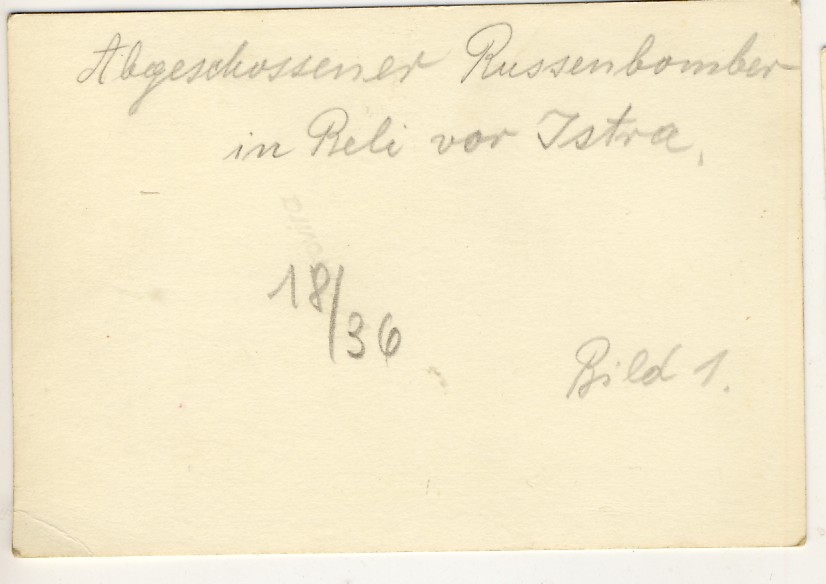 Abgeschossener Russenbomber
in Reli vor Istra.
18/36
Bild 1.